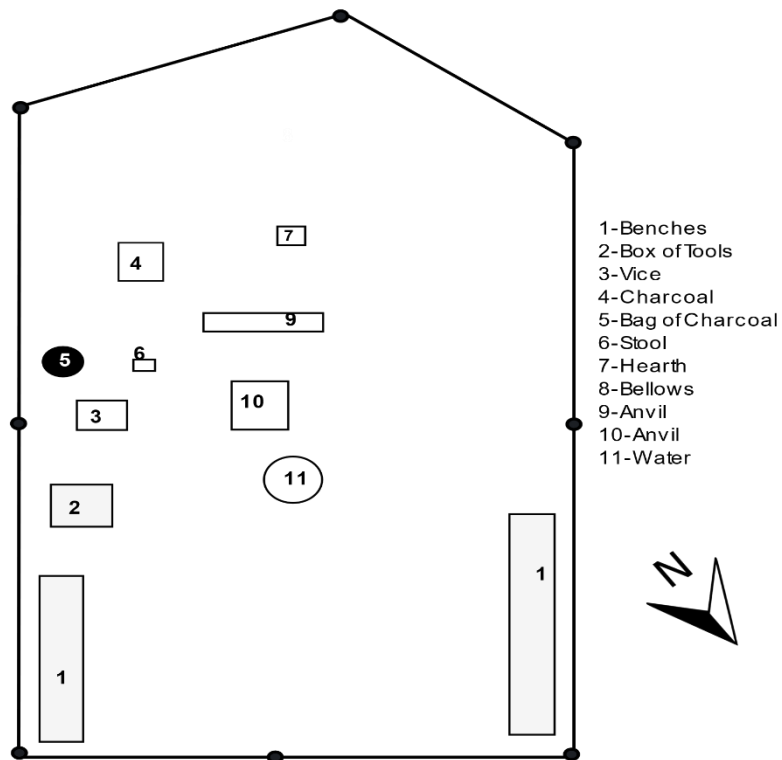 7
4
9
6
5
10
3
11
2
1
1
1-Benches
2-Box of Tools
3-Vice
4-Charcoal
5-Bag of Charcoal
6-Stool
7-Hearth
8-Bellows
9-Anvil
10-Anvil
11-Water
N